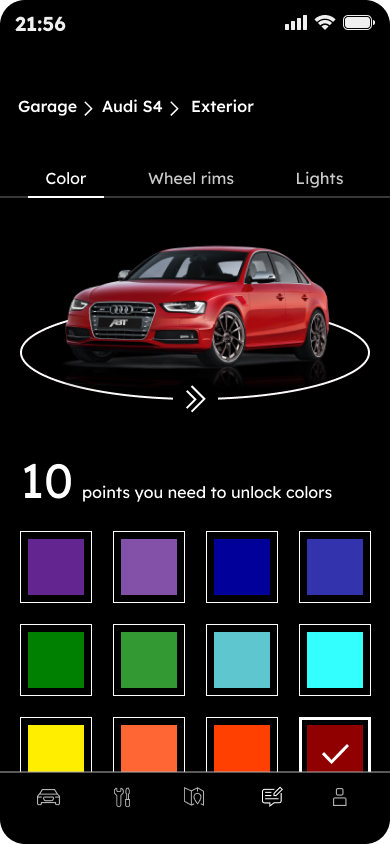 21:56
Garage Audi S4 Exterior
Color Wheel rims Lights
ABT
10 points you need to unlock colors